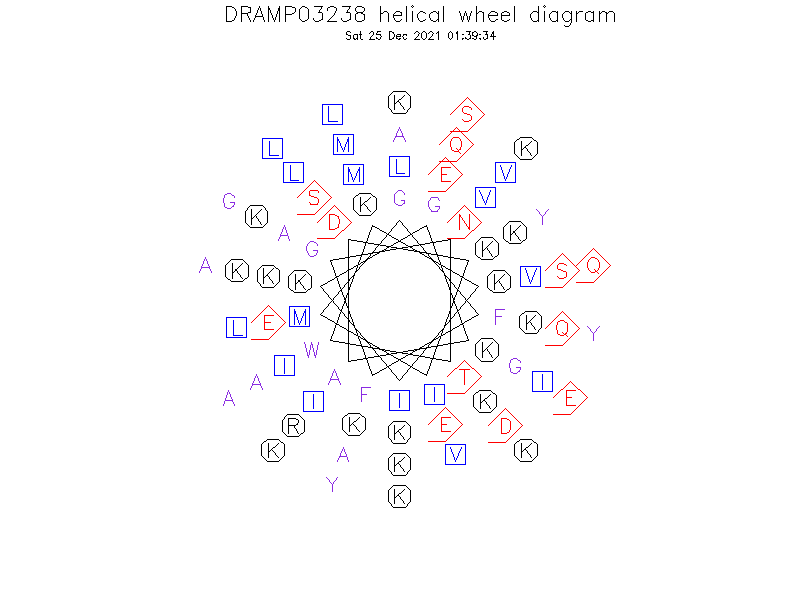 DRAMP03238 helical wheel diagram
Sat 25 Dec 2021 01:39:34
K
L S
A
M Q
L K
L
L M E V
S K G G V
G K Y
D N
A K
G K
A K K K K V S Q
L E M F K Q Y
W K
I G
A T
A I
A I F I I K E
R K K E D
K A V K
K
Y
K